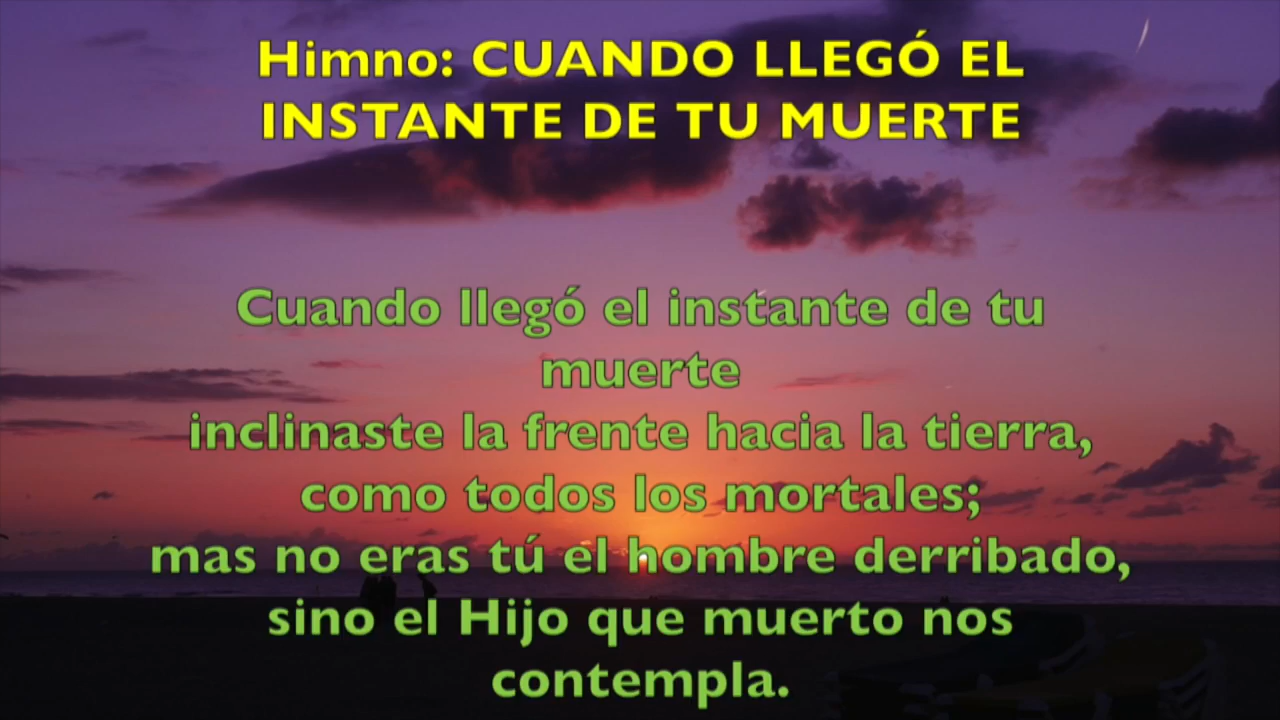 Himno: CUANDO LLEGÓ EL
INSTANTE DE TU MUERTE
Cuando llegó el instante de tu
muerte
inclinaste la frente hacia la tierra,
como todos los mortales;
mas no eras tú el hombre derribado,
sino el Hijo que muerto nos
contempla.